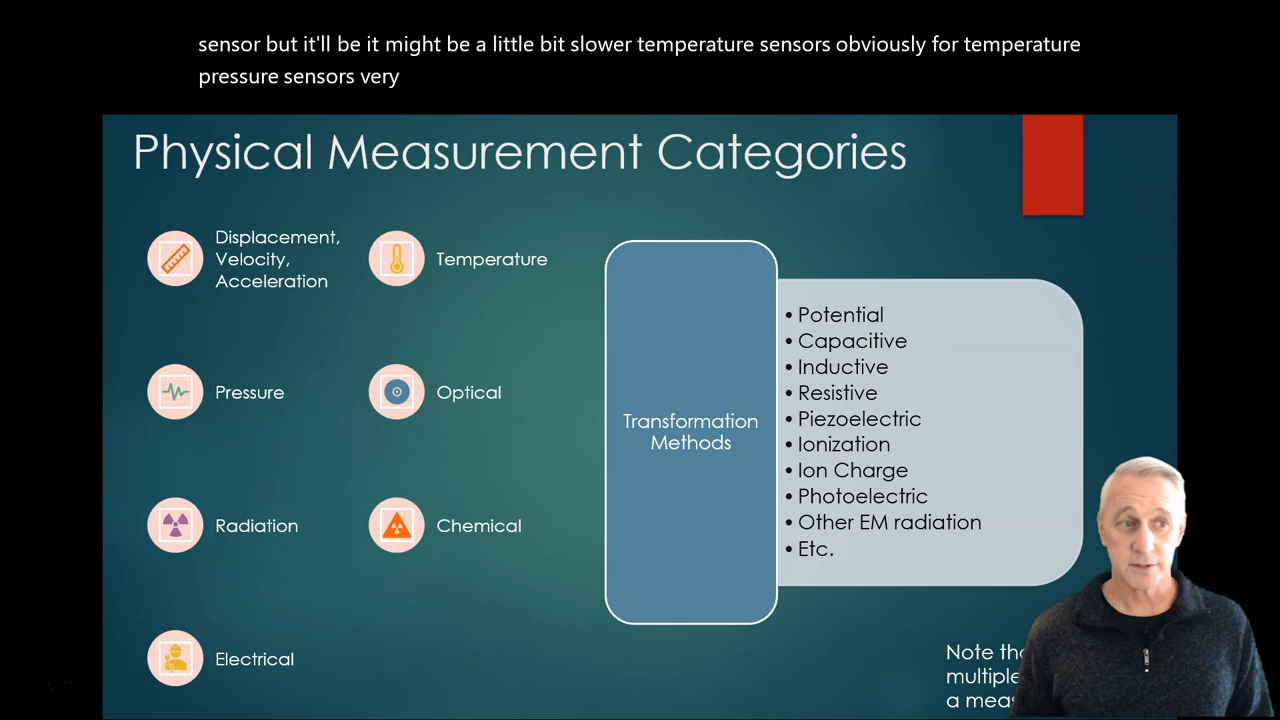 sensor but it'll be it might be a little bit slower temperature sensors obviously for temperature
pressure sensors very
Physical Measurement Categories
Displacement,
Velocity,
Acceleration
Temperature
Pressure
Optical
Radiation
Chemical
Electrical
Transformation
Methods
• Potential
• Capacitive
• Inductive
• Resistive
• Piezoelectric
• Ionization
• Ion Charge
• Photoelectric
• Other EM radiation
• Etc.
Note
multiple
a